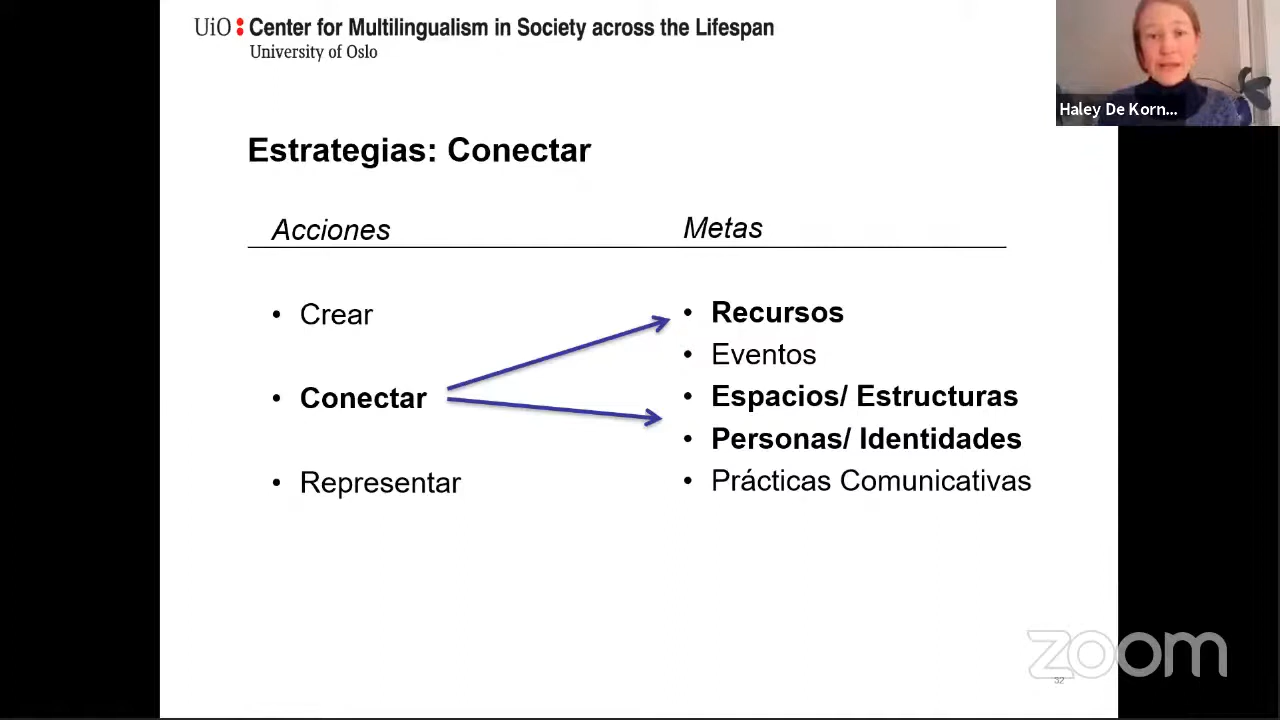 UiO : Center for Multilingualism in Society across the Lifespan
University of Oslo
Haley De Korn...
Estrategias: Conectar
Acciones
Metas
• Crear
• Conectar
• Representar
• Recursos
• Eventos
• Espacios/ Estructuras
• Personas/ Identidades
• Prácticas Comunicativas
zoom
32